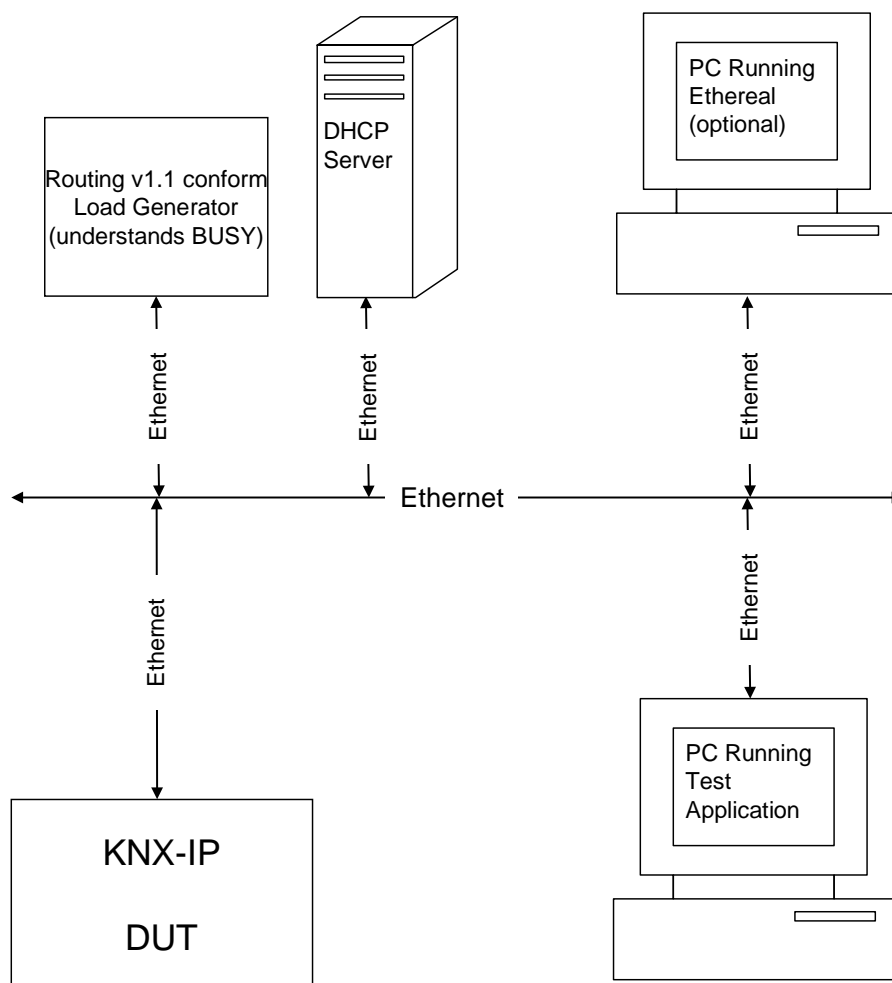 PC Running
Ethereal
(optional)
DHCP
Server
Routing v1.1 conform
Load Generator
(understands BUSY)
Ethernet
Ethernet
Ethernet
Ethernet
Ethernet
Ethernet
PC Running
Test
Application
KNX-IP
DUT